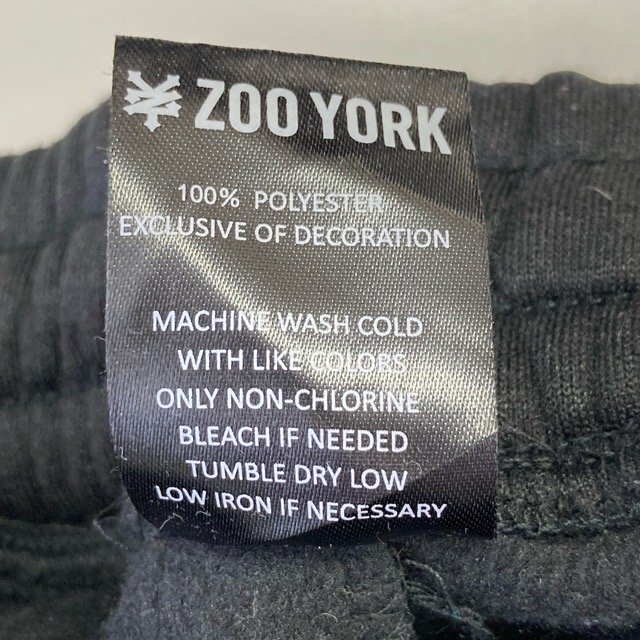 ZOO YORK
100% POLYESTER
EXCLUSIVE OF DECORATION
MACHINE WASH COLD
WITH LIKE COLORS
ONLY NON-CHLORINE
BLEACH IF NEEDED
TUMBLE DRY LOW
LOW IRON IF NECESSARY